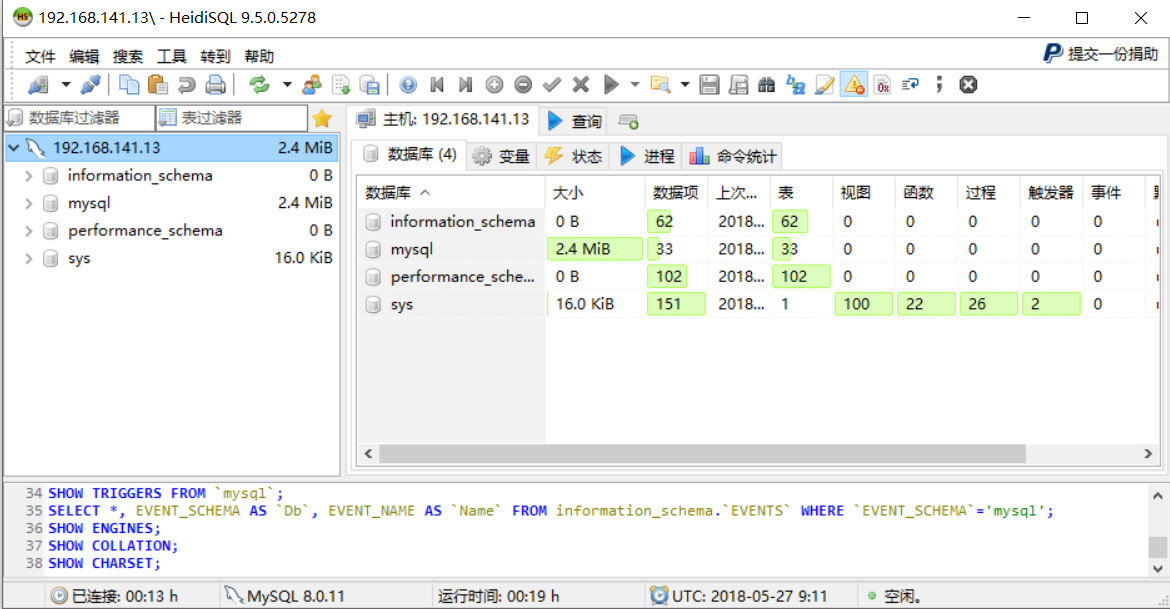 192.168.141.13\ - HeidiSQL 9.5.0.5278
文件 编辑 搜索 工具 转到 帮助 提交一份捐助
数据库过滤器 表过滤器 主机: 192.168.141.13 查询
192.168.141.13 2.4 MiB
information_schema 0 B
mysql 2.4 MiB
performance_schema 0 B
sys 16.0 KiB
数据库 (4) 变量 状态 进程 命令统计
数据库 大小 数据项 上次... 表 视图 函数 过程 触发器 事件
information_schema 0 B 62 2018... 62 0 0 0 0 0
mysql 2.4 MiB 33 2018... 33 0 0 0 0 0
performance_sche... 0 B 102 2018... 102 0 0 0 0 0
sys 16.0 KiB 151 2018... 1 100 22 26 2 0
34 SHOW TRIGGERS FROM `mysql`;
35 SELECT *, EVENT_SCHEMA AS `Db`, EVENT_NAME AS `Name` FROM information_schema.`EVENTS` WHERE `EVENT_SCHEMA`='mysql';
36 SHOW ENGINES;
37 SHOW COLLATION;
38 SHOW CHARSET;
已连接: 00:13 h MySQL 8.0.11 运行时间: 00:19 h UTC: 2018-05-27 9:11 空闲。